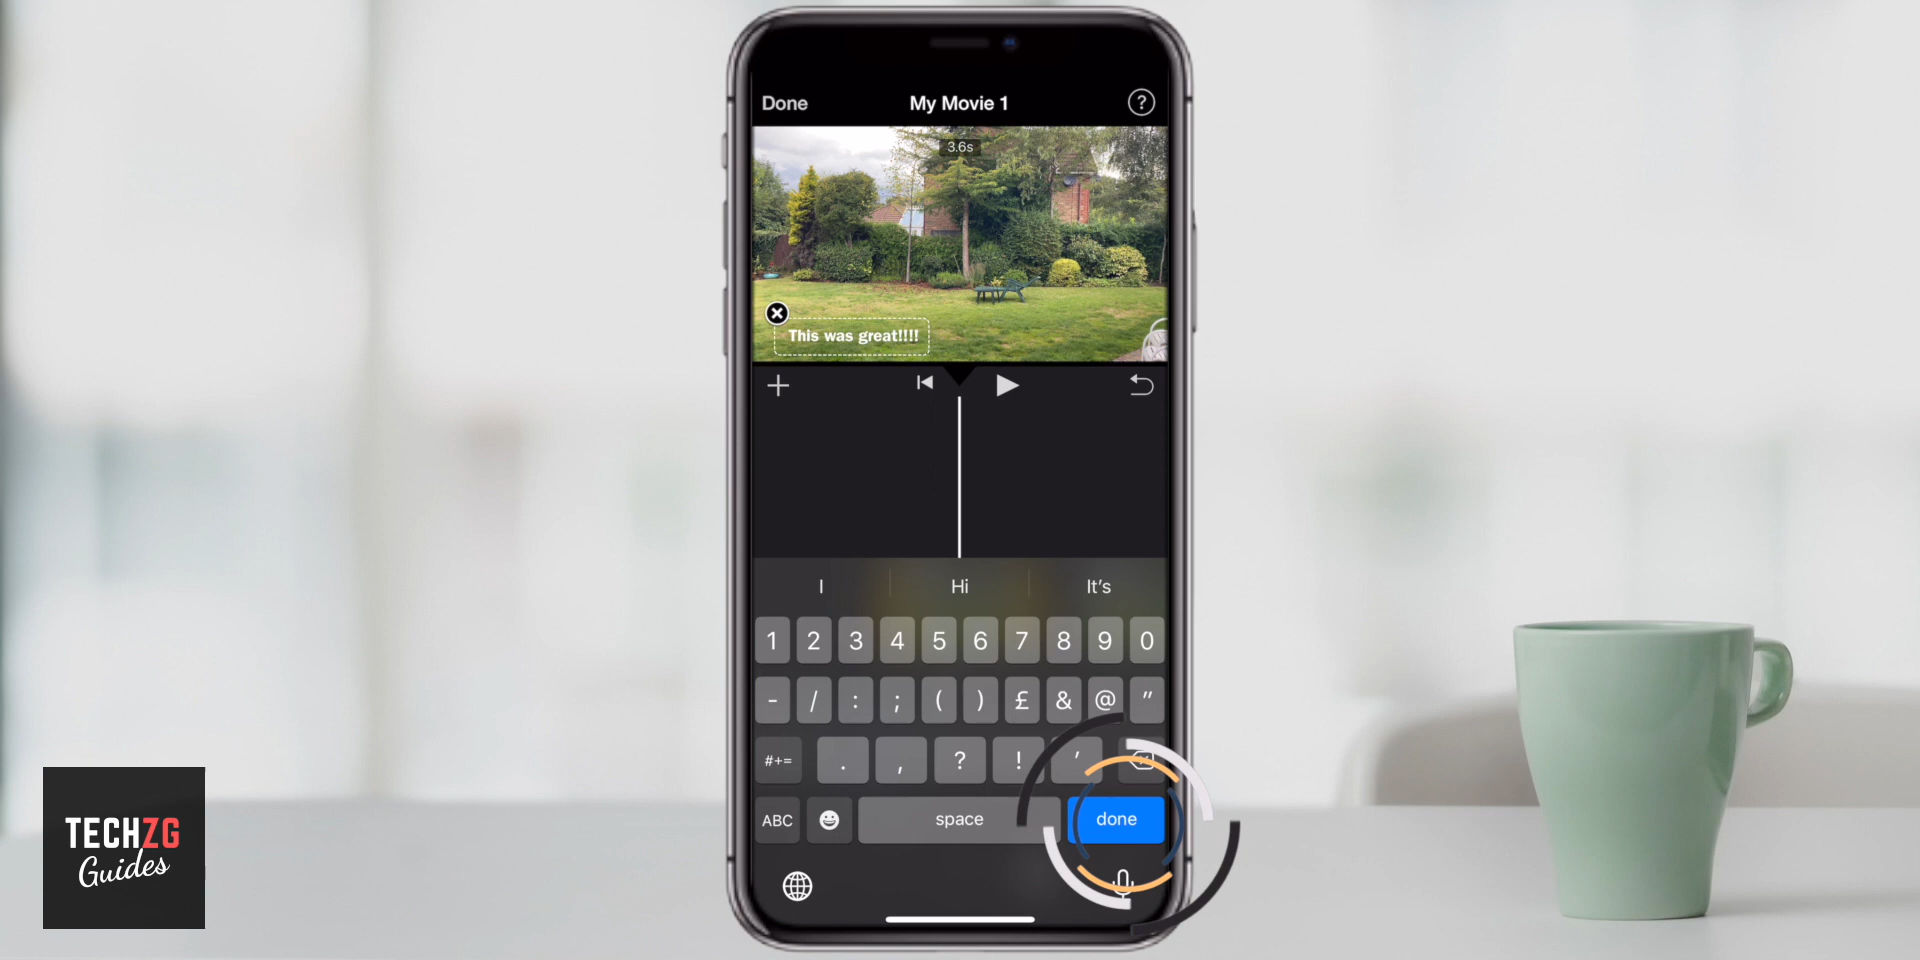 Done My Movie 1 ?
3.6s
This was great!!!!
I Hi It's
1 2 3 4 5 6 7 8 9 0
- / : ; ( ) £ & @ "
#+= . , ? ! '
ABC space done
TECHZG
Guides